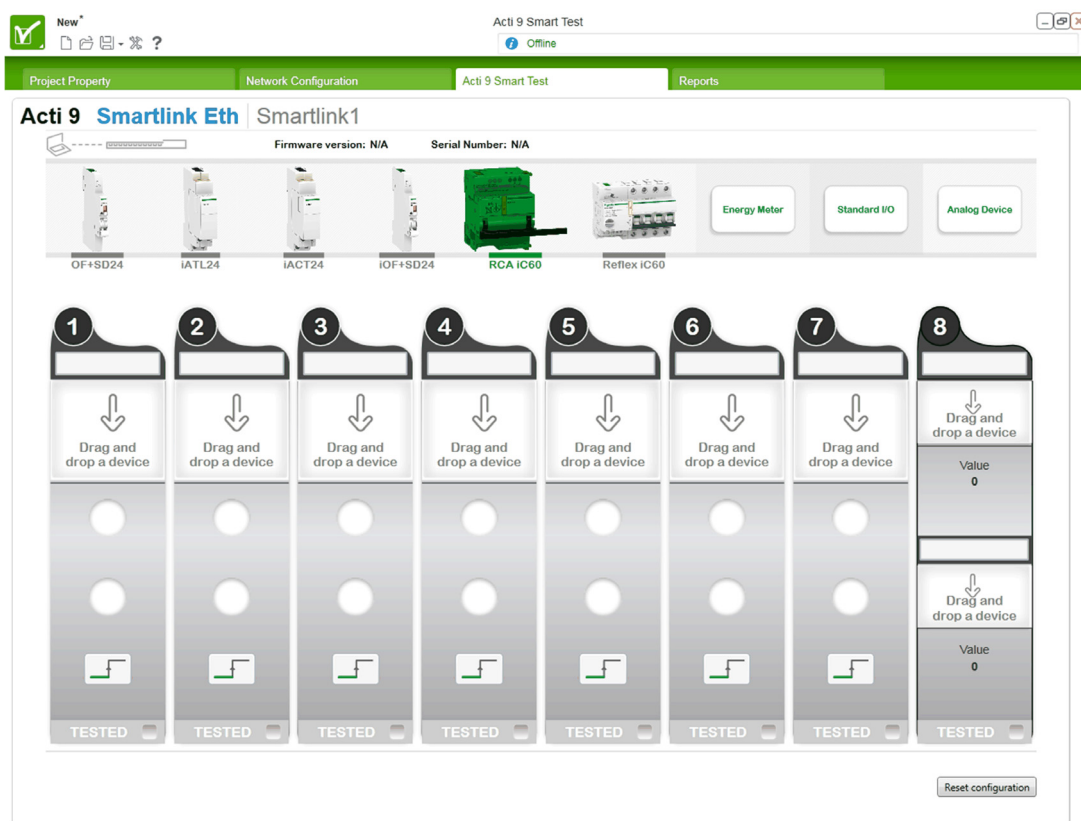 New*
Acti 9 Smart Test
?
Offline
Project Property
Network Configuration
Acti 9 Smart Test
Reports
Acti 9 Smartlink Eth Smartlink1
Firmware version: N/A Serial Number: N/A
OF+SD24
iATL24
iACT24
iOF+SD24
RCA iC60
Reflex iC60
Energy Meter
Standard I/O
Analog Device
1
2
3
4
5
6
7
8
Drag and
drop a device
Drag and
drop a device
Drag and
drop a device
Drag and
drop a device
Drag and
drop a device
Drag and
drop a device
Drag and
drop a device
Drag and
drop a device
Value
0
Drag and
drop a device
Value
0
TESTED
TESTED
TESTED
TESTED
TESTED
TESTED
TESTED
TESTED
Reset configuration